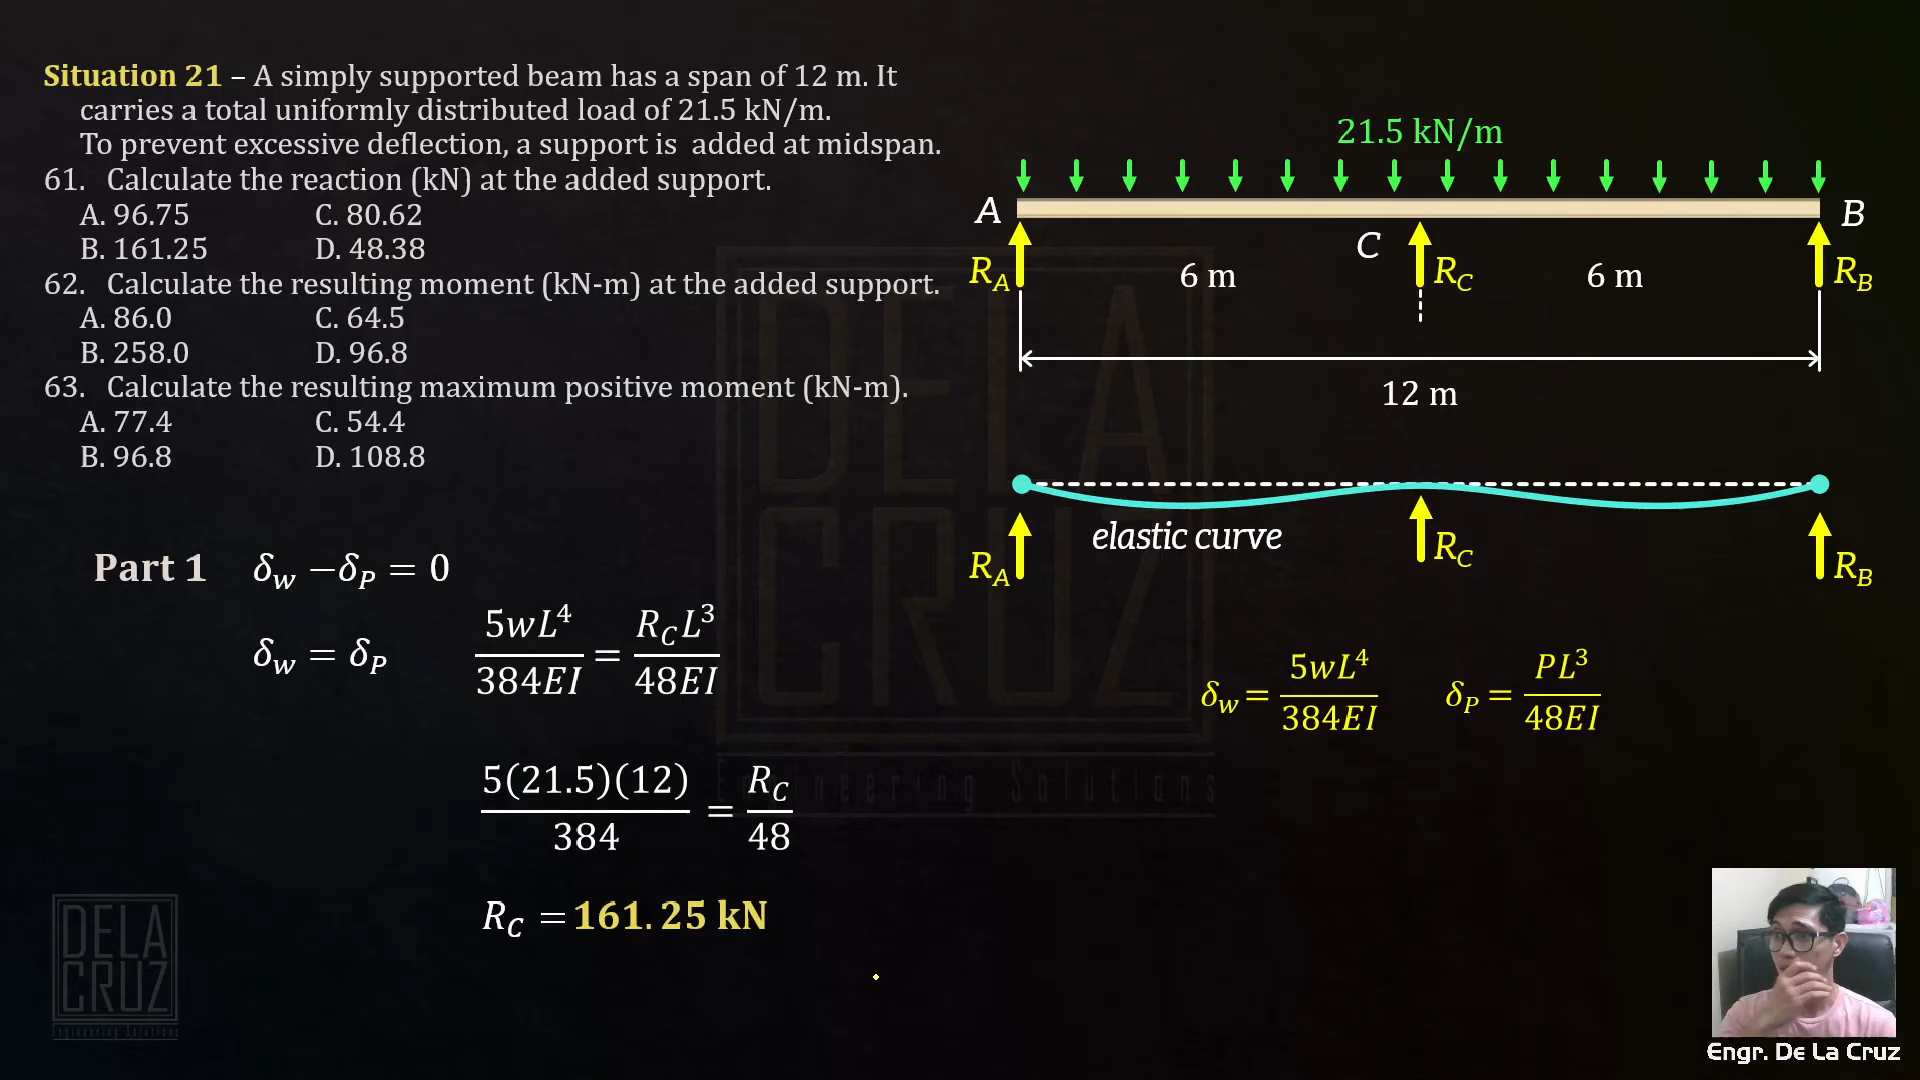 Situation 21 – A simply supported beam has a span of 12 m. It
carries a total uniformly distributed load of 21.5 kN/m.
To prevent excessive deflection, a support is added at midspan.
61. Calculate the reaction (kN) at the added support.
A. 96.75 C. 80.62
B. 161.25 D. 48.38
62. Calculate the resulting moment (kN-m) at the added support.
A. 86.0 C. 64.5
B. 258.0 D. 96.8
63. Calculate the resulting maximum positive moment (kN-m).
A. 77.4 C. 54.4
B. 96.8 D. 108.8
21.5 kN/m
A
B
C
R_A
6 m
R_C
6 m
R_B
12 m
elastic curve
R_A
R_C
R_B
Part 1 δ_w − δ_P = 0
δ_w = δ_P 5wL⁴/384EI = R_C L³/48EI
5(21.5)(12)/384 = R_C/48
R_C = 161.25 kN
δ_w = 5wL⁴/384EI δ_P = PL³/48EI
DELA
CRUZ
Engineering Solutions
DELA
CRUZ
Engineering Solutions
Engr. De La Cruz